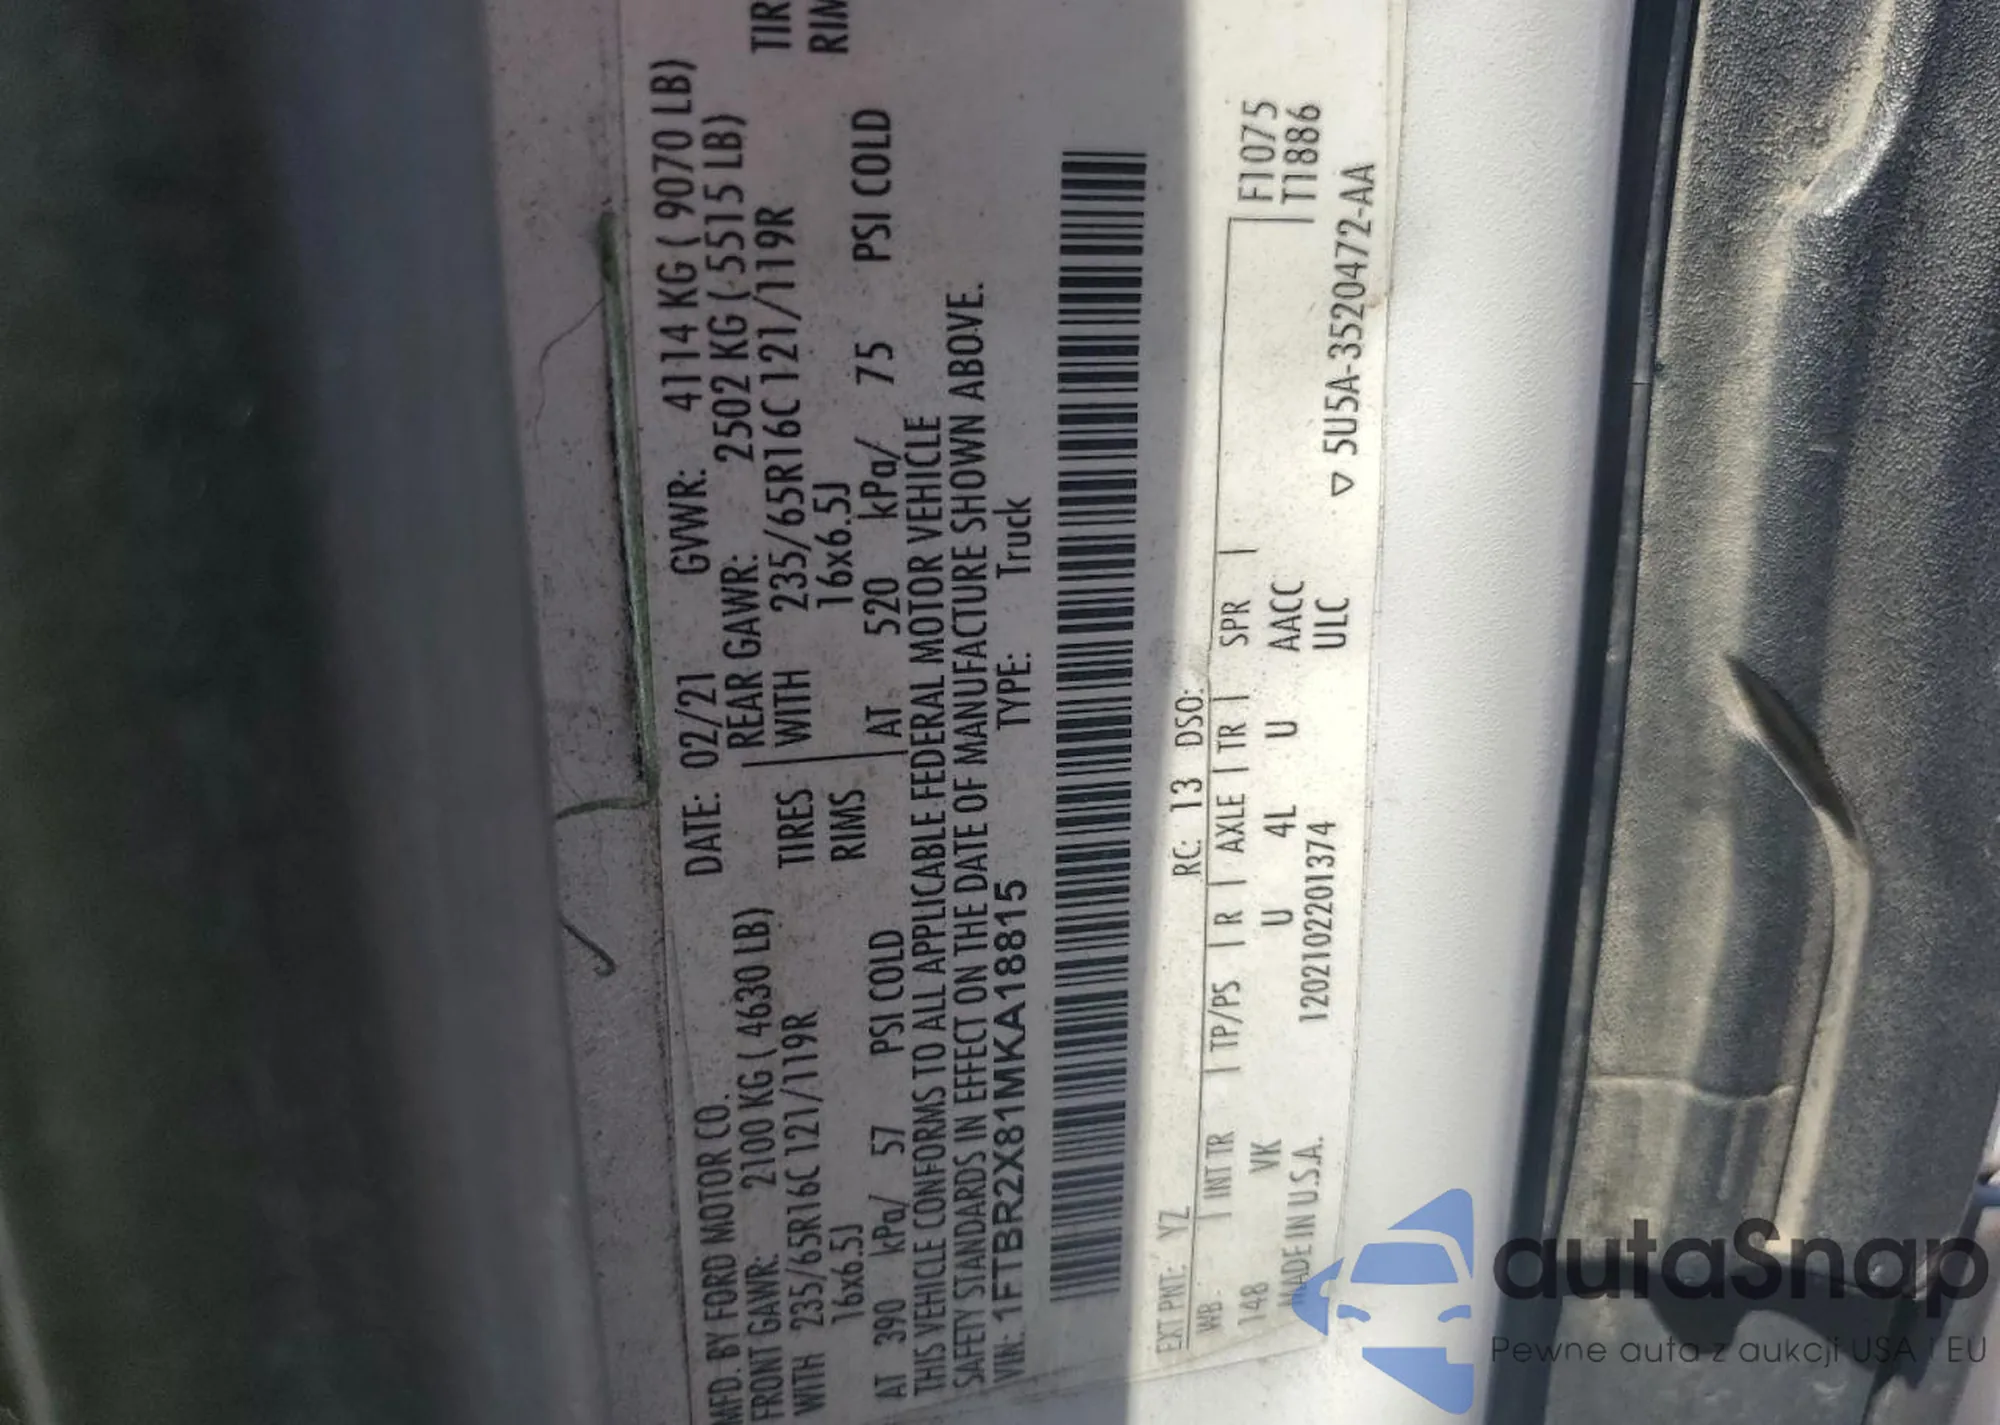 MFD. BY FORD MOTOR CO.
DATE: 02/21 GVWR: 4114 KG ( 9070 LB)
FRONT GAWR: 2100 KG ( 4630 LB) REAR GAWR: 2502 KG ( 5515 LB)
WITH 235/65R16C 121/119R TIRES WITH 235/65R16C 121/119R TIR
16x6.5J RIMS 16x6.5J RIM
AT 390 kPa/ 57 PSI COLD AT 520 kPa/ 75 PSI COLD
THIS VEHICLE CONFORMS TO ALL APPLICABLE FEDERAL MOTOR VEHICLE
SAFETY STANDARDS IN EFFECT ON THE DATE OF MANUFACTURE SHOWN ABOVE.
VIN: 1FTBR2X81MKA18815 TYPE: Truck
EXT PNT: YZ RC: 13 DSO:
WB INT TR TP/PS R AXLE TR SPR F1075
148 VK U 4L U AACC T1886
MADE IN U.S.A. 12021022013​74 ULC
▽ 5U5A-3520472-AA
autaSnap
Pewne auta z aukcji USA i EU